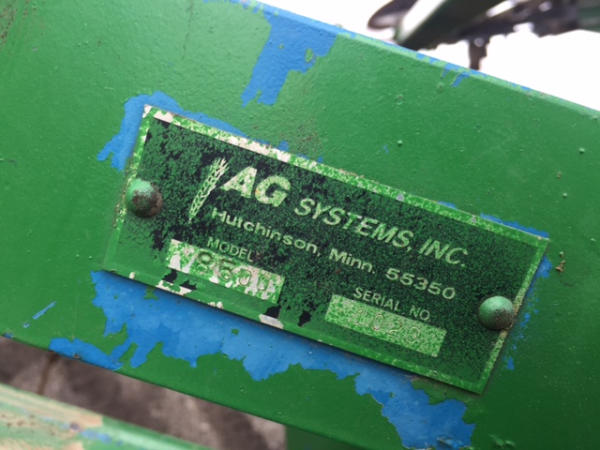 AG SYSTEMS, INC.
Hutchinson, Minn. 55350
MODEL
SERIAL NO.